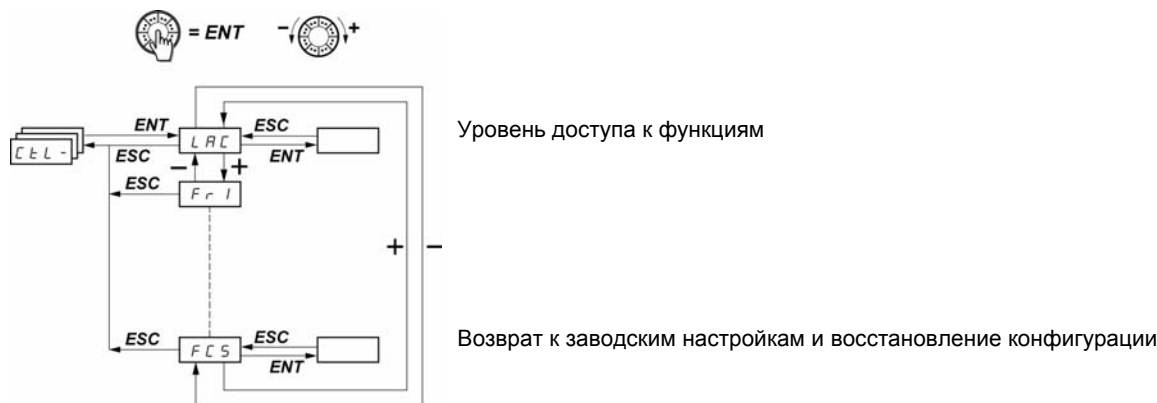 = ENT - +
ENT LAC ESC Уровень доступа к функциям
CtL - ESC ENT
- +
ESC Fr1
+ -
ESC FCS ESC Возврат к заводским настройкам и восстановление конфигурации
ENT